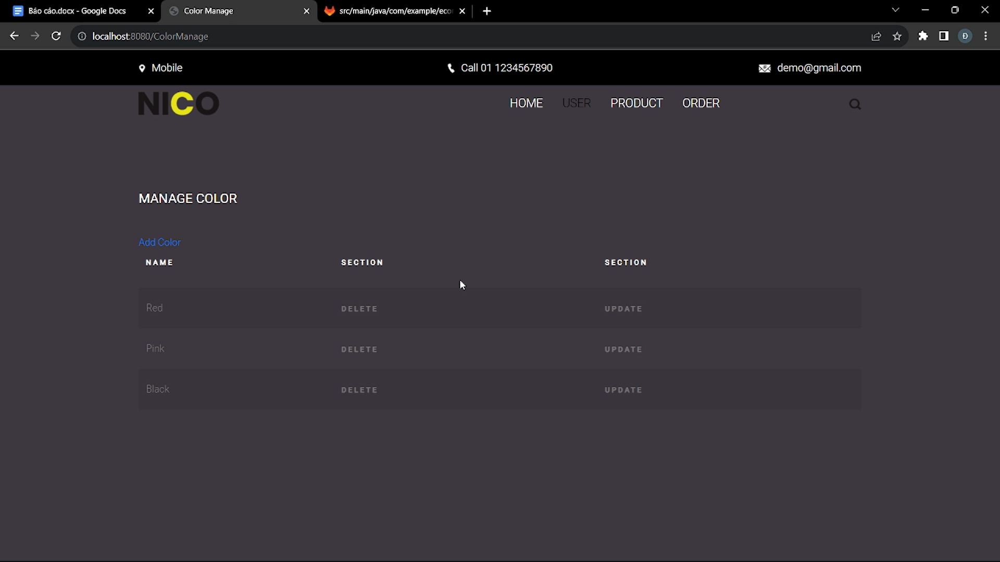 Báo cáo.docx - Google Docs
Color Manage
src/main/java/com/example/eco
localhost:8080/ColorManage
Đ
Mobile
Call 01 1234567890
demo@gmail.com
NICO
HOME
USER
PRODUCT
ORDER
MANAGE COLOR
Add Color
NAME SECTION SECTION
Red DELETE UPDATE
Pink DELETE UPDATE
Black DELETE UPDATE